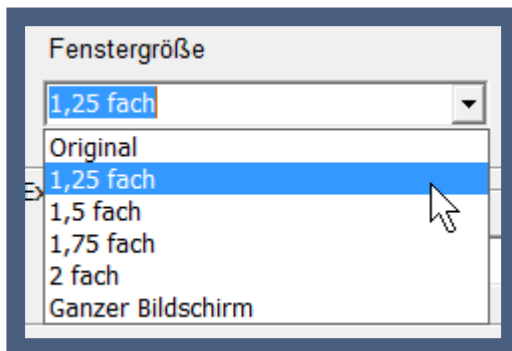 Fenstergröße
1,25 fach
Original
1,25 fach
1,5 fach
1,75 fach
2 fach
Ganzer Bildschirm